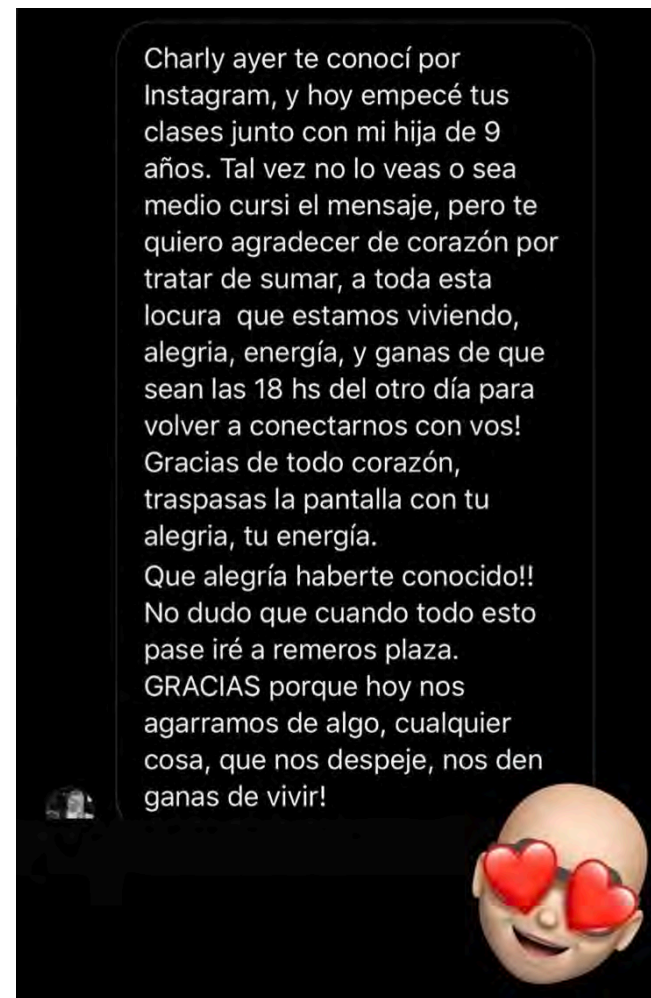 Charly ayer te conocí por
Instagram, y hoy empecé tus
clases junto con mi hija de 9
años. Tal vez no lo veas o sea
medio cursi el mensaje, pero te
quiero agradecer de corazón por
tratar de sumar, a toda esta
locura  que estamos viviendo,
alegria, energía, y ganas de que
sean las 18 hs del otro día para
volver a conectarnos con vos!
Gracias de todo corazón,
traspasas la pantalla con tu
alegria, tu energía.
Que alegría haberte conocido!!
No dudo que cuando todo esto
pase iré a remeros plaza.
GRACIAS porque hoy nos
agarramos de algo, cualquier
cosa, que nos despeje, nos den
ganas de vivir!